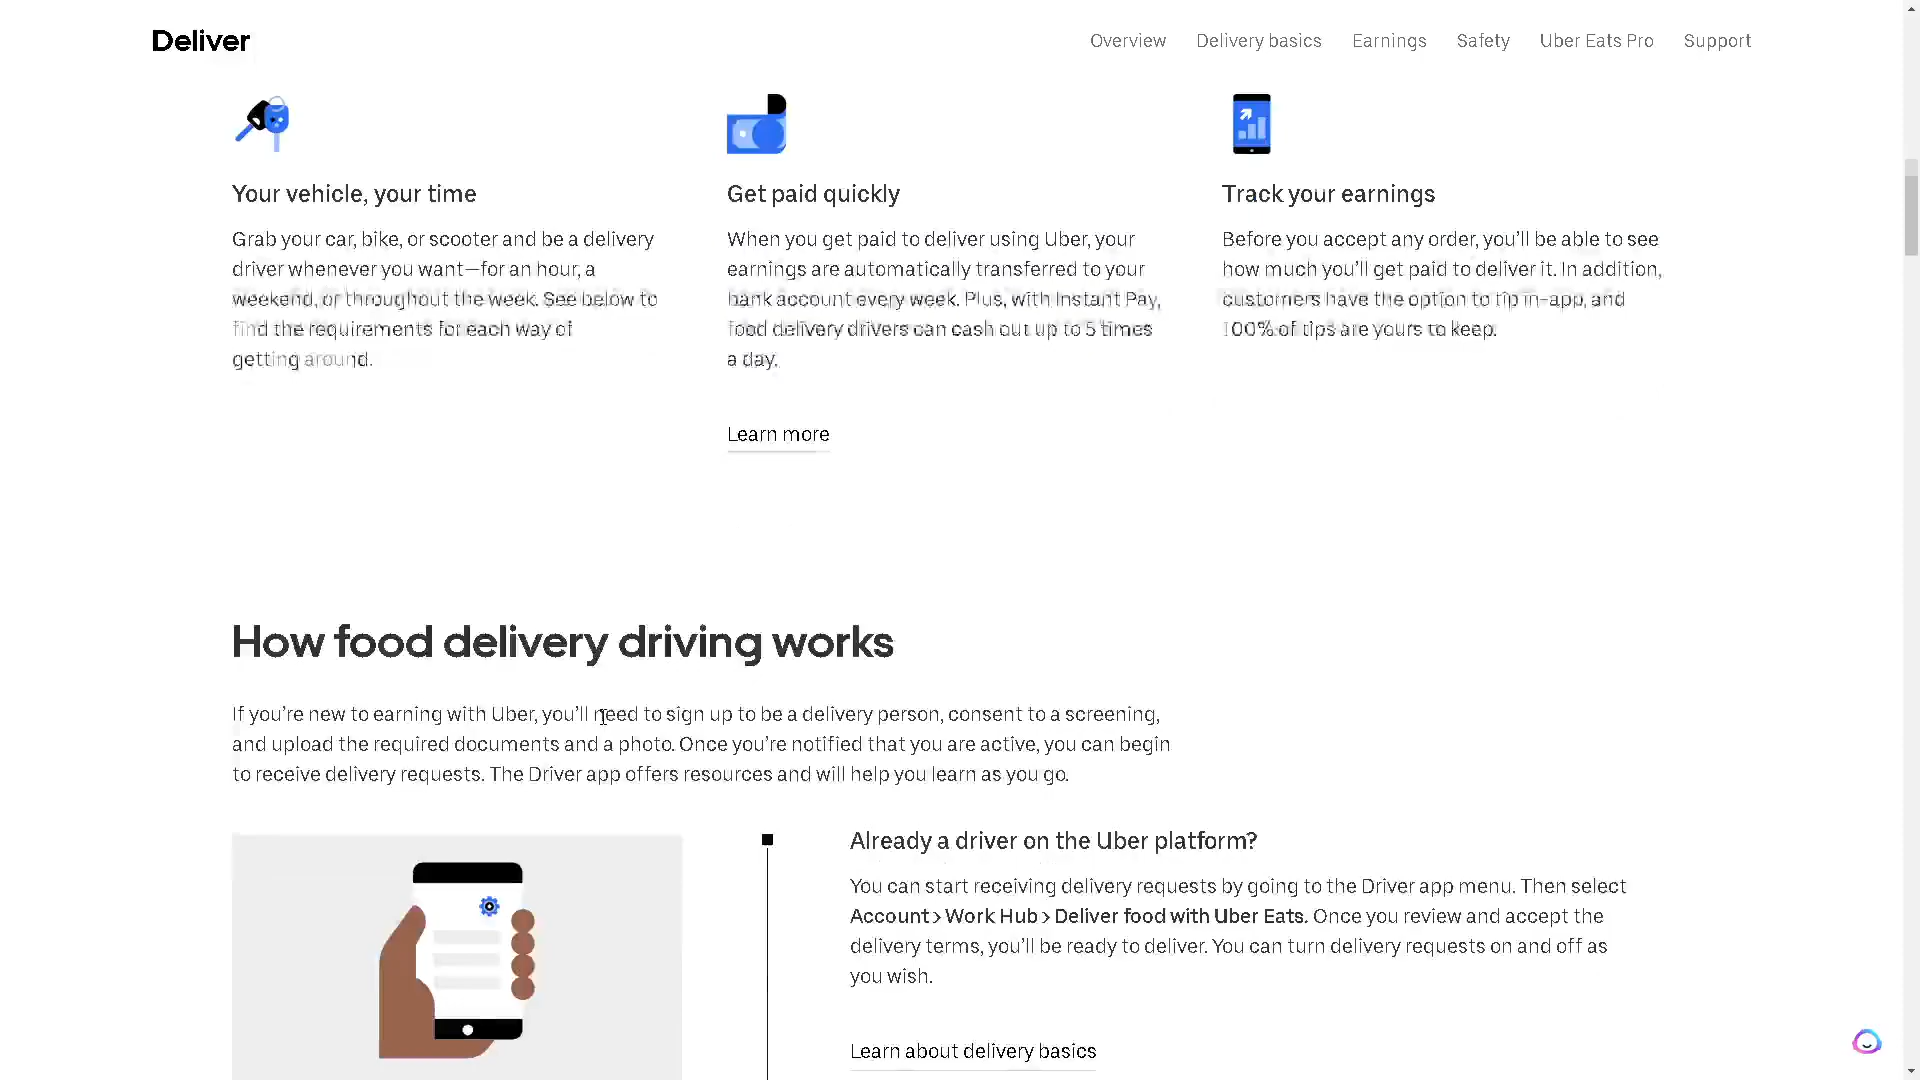 Deliver
Overview
Delivery basics
Earnings
Safety
Uber Eats Pro
Support
Your vehicle, your time
Grab your car, bike, or scooter and be a delivery
driver whenever you want—for an hour, a
weekend, or throughout the week. See below to
find the requirements for each way of
getting around.
Get paid quickly
When you get paid to deliver using Uber, your
earnings are automatically transferred to your
bank account every week. Plus, with Instant Pay,
food delivery drivers can cash out up to 5 times
a day.
Learn more
Track your earnings
Before you accept any order, you’ll be able to see
how much you’ll get paid to deliver it. In addition,
customers have the option to tip in-app, and
100% of tips are yours to keep.
How food delivery driving works
If you’re new to earning with Uber, you’ll need to sign up to be a delivery person, consent to a screening,
and upload the required documents and a photo. Once you’re notified that you are active, you can begin
to receive delivery requests. The Driver app offers resources and will help you learn as you go.
Already a driver on the Uber platform?
You can start receiving delivery requests by going to the Driver app menu. Then select
Account > Work Hub > Deliver food with Uber Eats. Once you review and accept the
delivery terms, you’ll be ready to deliver. You can turn delivery requests on and off as
you wish.
Learn about delivery basics